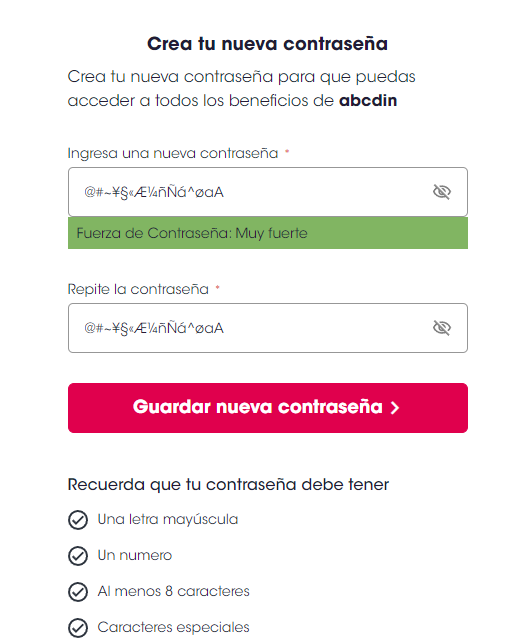 Crea tu nueva contraseña
Crea tu nueva contraseña para que puedas
acceder a todos los beneficios de abcdin
Ingresa una nueva contraseña *
@#~¥§«Æ¼ñÑá^øaA
Fuerza de Contraseña: Muy fuerte
Repite la contraseña *
@#~¥§«Æ¼ñÑá^øaA
Guardar nueva contraseña >
Recuerda que tu contraseña debe tener
Una letra mayúscula
Un numero
Al menos 8 caracteres
Caracteres especiales